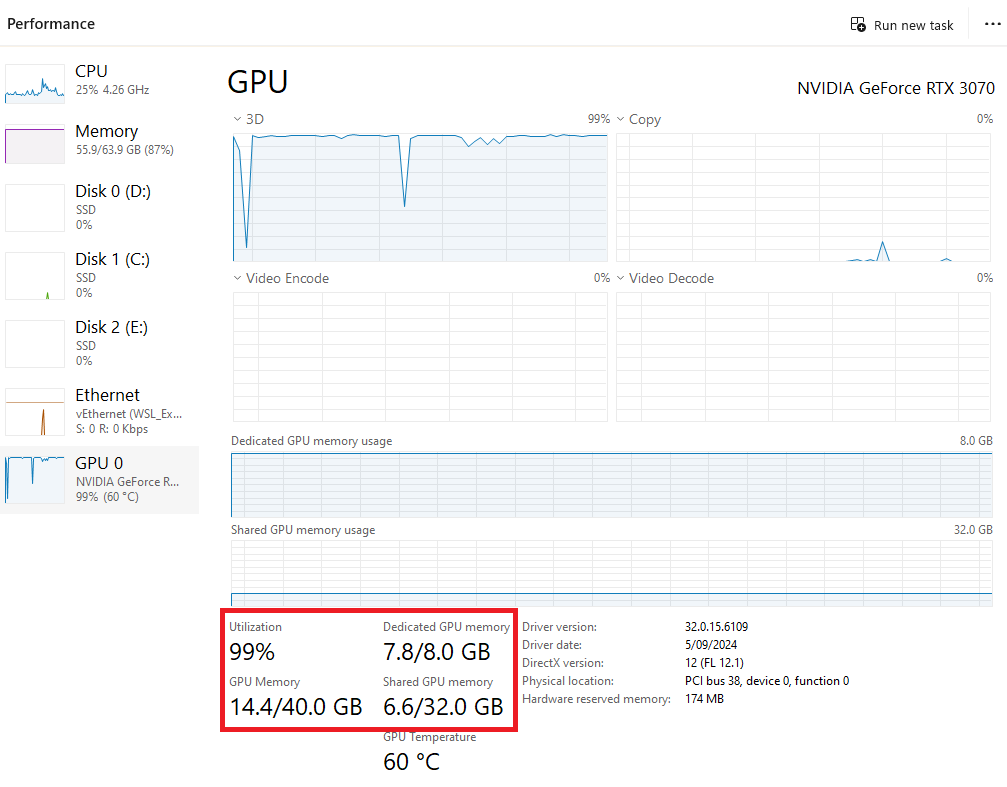 Performance
Run new task
CPU
25% 4.26 GHz
Memory
55.9/63.9 GB (87%)
Disk 0 (D:)
SSD
0%
Disk 1 (C:)
SSD
0%
Disk 2 (E:)
SSD
0%
Ethernet
vEthernet (WSL_Ex...
S: 0 R: 0 Kbps
GPU 0
NVIDIA GeForce R...
99% (60 °C)
GPU
NVIDIA GeForce RTX 3070
3D 99%
Copy 0%
Video Encode 0%
Video Decode 0%
Dedicated GPU memory usage 8.0 GB
Shared GPU memory usage 32.0 GB
Utilization
99%
Dedicated GPU memory
7.8/8.0 GB
GPU Memory
14.4/40.0 GB
Shared GPU memory
6.6/32.0 GB
GPU Temperature
60 °C
Driver version: 32.0.15.6109
Driver date: 5/09/2024
DirectX version: 12 (FL 12.1)
Physical location: PCI bus 38, device 0, function 0
Hardware reserved memory: 174 MB